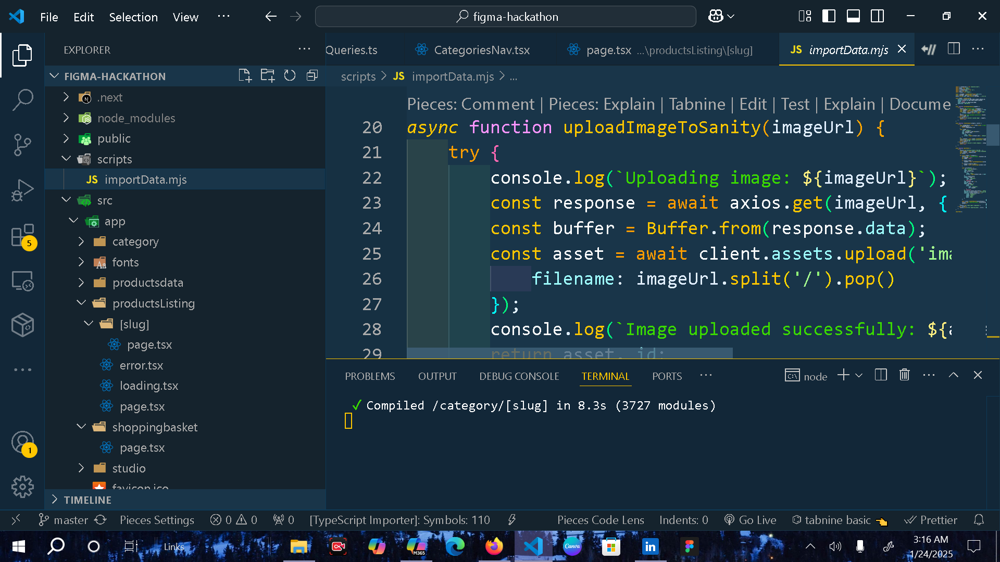 File Edit Selection View ...
figma-hackathon
EXPLORER
Queries.ts
CategoriesNav.tsx
page.tsx ...\productsListing\[slug]
JS importData.mjs
FIGMA-HACKATHON
scripts > JS importData.mjs > ...
.next
node_modules
public
scripts
JS importData.mjs
src
app
category
fonts
productsdata
productsListing
[slug]
page.tsx
error.tsx
loading.tsx
page.tsx
shoppingbasket
page.tsx
studio
favicon.ico
TIMELINE
5
1
Pieces: Comment | Pieces: Explain | Tabnine | Edit | Test | Explain | Docume
20 async function uploadImageToSanity(imageUrl) {
21 try {
22 console.log(`Uploading image: ${imageUrl}`);
23 const response = await axios.get(imageUrl, {
24 const buffer = Buffer.from(response.data);
25 const asset = await client.assets.upload('ima
26 filename: imageUrl.split('/').pop()
27 });
28 console.log(`Image uploaded successfully: ${a
29 return asset._id;
PROBLEMS OUTPUT DEBUG CONSOLE TERMINAL PORTS ...
node
✓ Compiled /category/[slug] in 8.3s (3727 modules)
master Pieces Settings 0 0 0 [TypeScript Importer]: Symbols: 110 Pieces Code Lens Indents: 0 Go Live tabnine basic Prettier
Links
M365
Canva
in
3:16 AM
1/24/2025